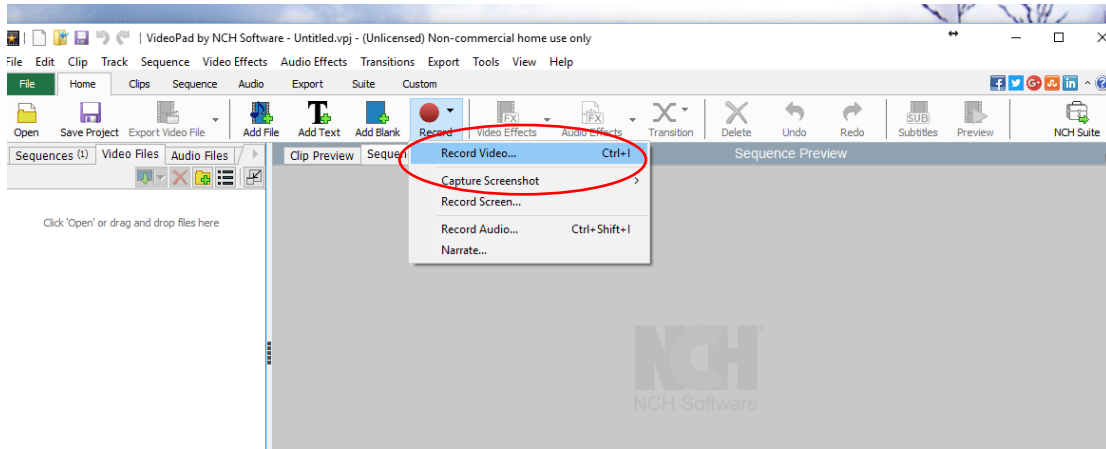 VideoPad by NCH Software - Untitled.vpj - (Unlicensed) Non-commercial home use only
File Edit Clip Track Sequence Video Effects Audio Effects Transitions Export Tools View Help
File Home Clips Sequence Audio Export Suite Custom
Open Save Project Export Video File Add File Add Text Add Blank Record Video Effects Audio Effects Transition Delete Undo Redo Subtitles Preview NCH Suite
Sequences (1) Video Files Audio Files Clip Preview Sequen Sequence Preview
Record Video... Ctrl+I
Capture Screenshot
Record Screen...
Record Audio... Ctrl+Shift+I
Narrate...
Click 'Open' or drag and drop files here
NCH
NCH Software